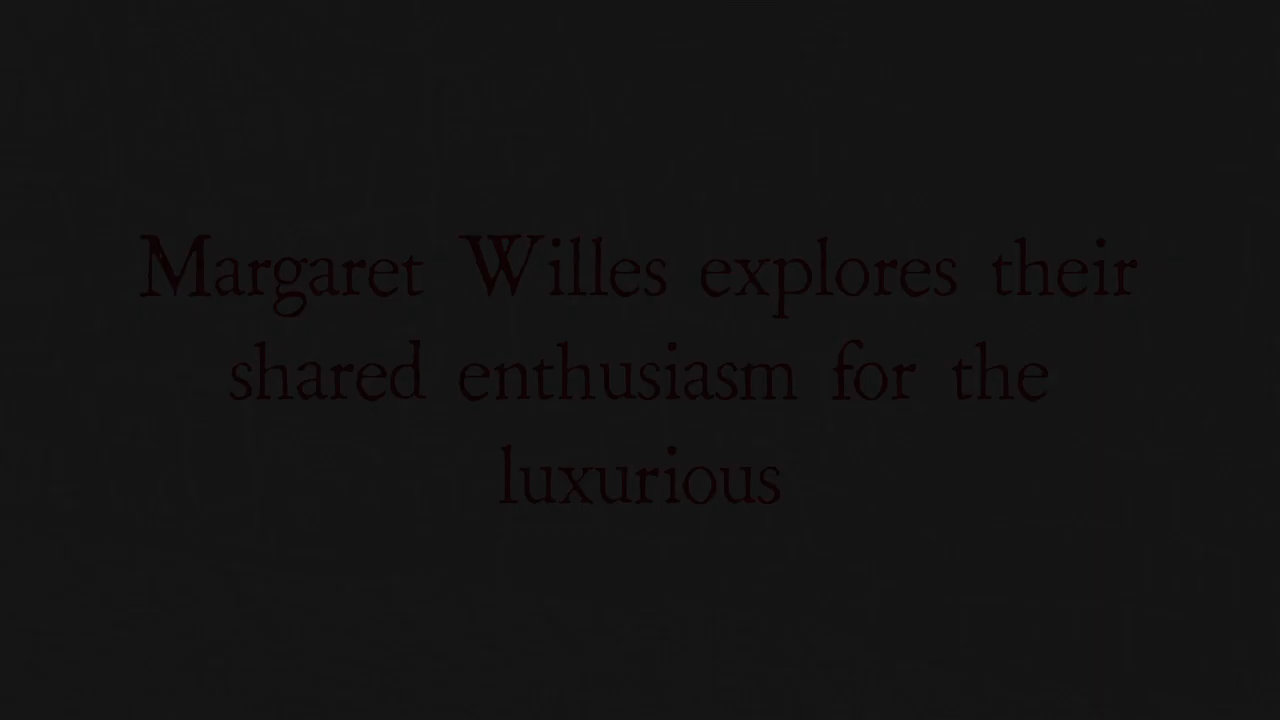 Margaret Willes explores their
shared enthusiasm for the
luxurious